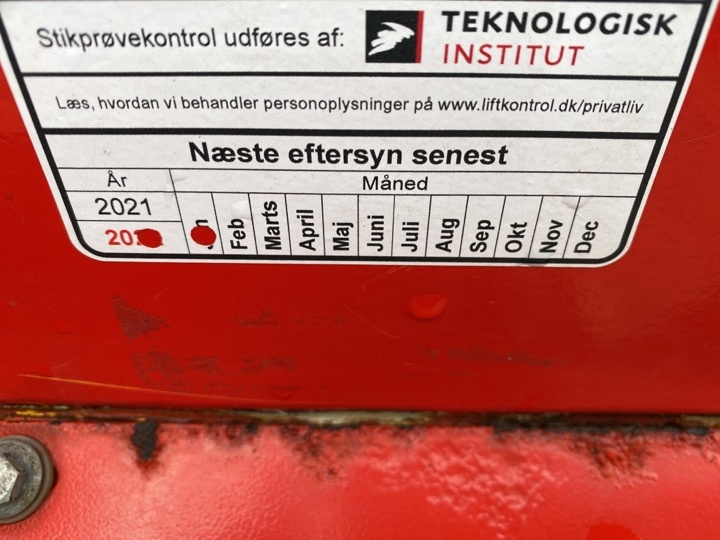 Stikprøvekontrol udføres af:
TEKNOLOGISK
INSTITUT
Læs, hvordan vi behandler personoplysninger på www.liftkontrol.dk/privatliv
Næste eftersyn senest
År Måned
2021
Feb Marts April Maj Juni Juli Aug Sep Okt Nov Dec